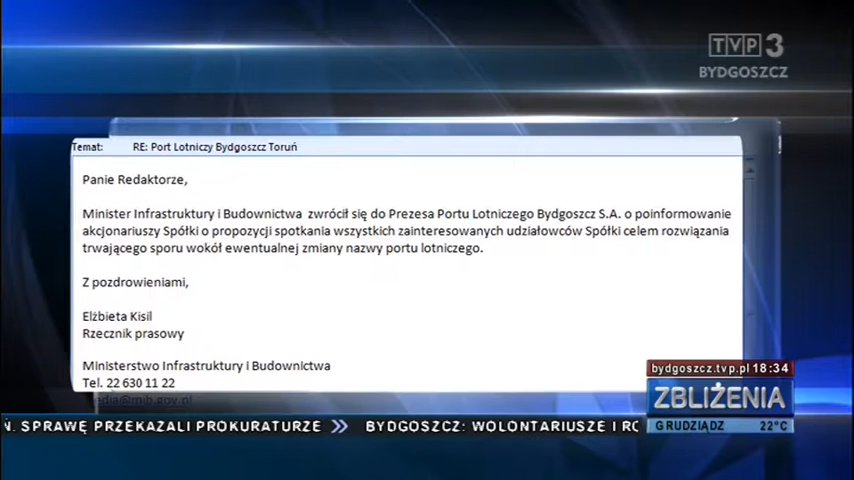 TVP3
BYDGOSZCZ
Temat: RE: Port Lotniczy Bydgoszcz Toruń
Panie Redaktorze,
Minister Infrastruktury i Budownictwa zwrócił się do Prezesa Portu Lotniczego Bydgoszcz S.A. o poinformowanie
akcjonariuszy Spółki o propozycji spotkania wszystkich zainteresowanych udziałowców Spółki celem rozwiązania
trwającego sporu wokół ewentualnej zmiany nazwy portu lotniczego.
Z pozdrowieniami,
Elżbieta Kisil
Rzecznik prasowy
Ministerstwo Infrastruktury i Budownictwa
Tel. 22 630 11 22
bydgoszcz.tvp.pl 18:34
ZBLIŻENIA
GRUDZIĄDZ 22°C
SPRAWĘ PRZEKAZALI PROKURATURZE >> BYDGOSZCZ: WOLONTARIUSZE I